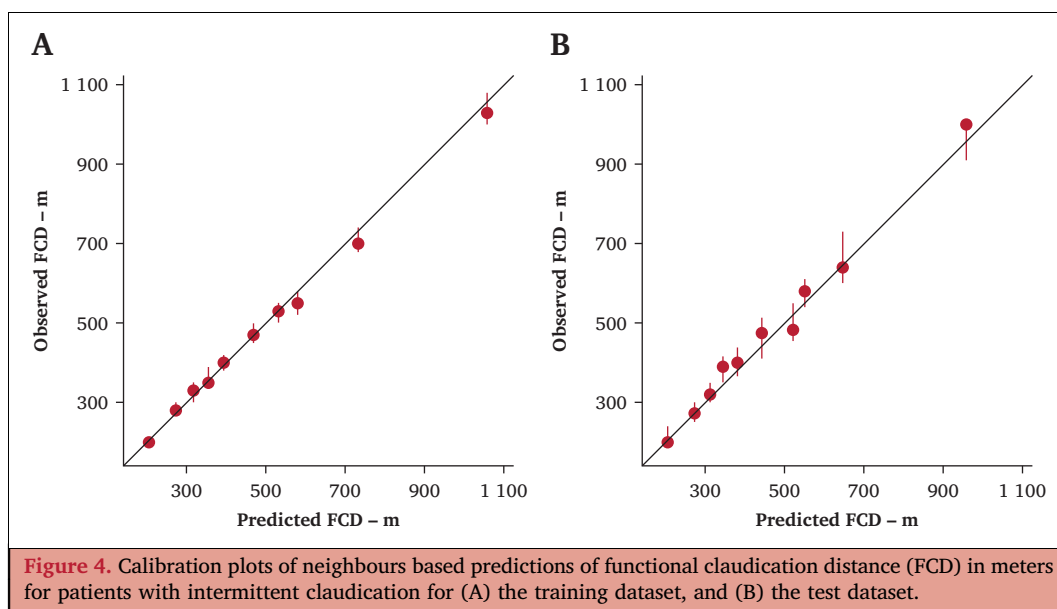 A
1 100
900
700
500
300
Observed FCD – m
300 500 700 900 1 100
Predicted FCD – m
B
1 100
900
700
500
300
Observed FCD – m
300 500 700 900 1 100
Predicted FCD – m
Figure 4. Calibration plots of neighbours based predictions of functional claudication distance (FCD) in meters
for patients with intermittent claudication for (A) the training dataset, and (B) the test dataset.